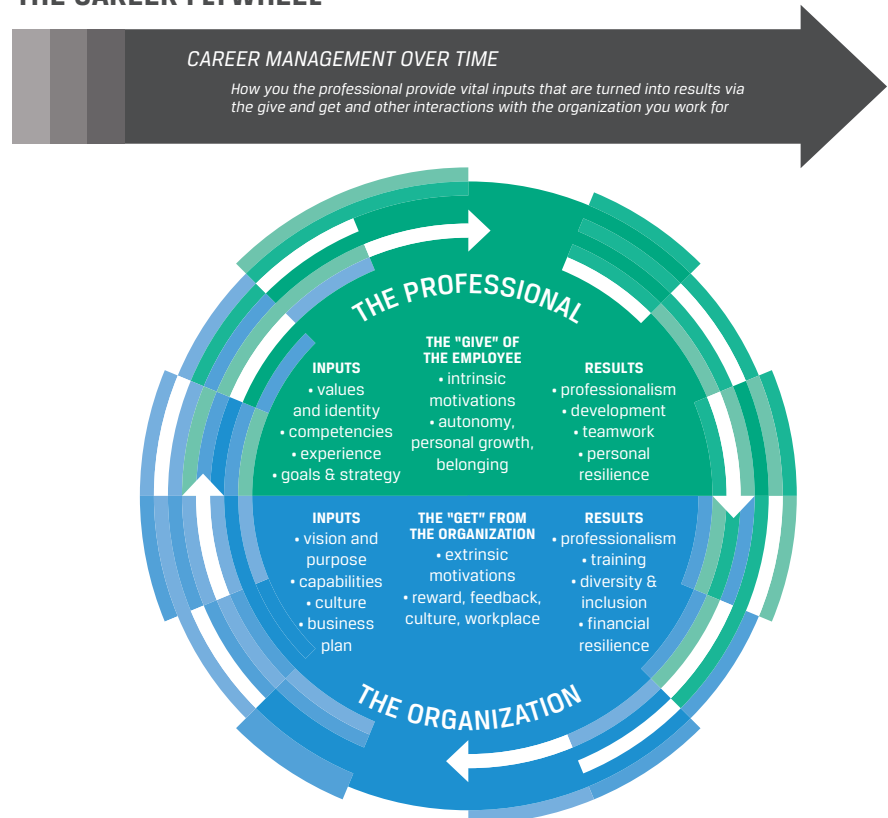 THE CAREER FLYWHEEL
CAREER MANAGEMENT OVER TIME
How you the professional provide vital inputs that are turned into results via
the give and get and other interactions with the organization you work for
THE PROFESSIONAL
INPUTS
• values
and identity
• competencies
• experience
• goals & strategy
THE "GIVE" OF
THE EMPLOYEE
• intrinsic
motivations
• autonomy,
personal growth,
belonging
RESULTS
• professionalism
• development
• teamwork
• personal
resilience
INPUTS
• vision and
purpose
• capabilities
• culture
• business
plan
THE "GET" FROM
THE ORGANIZATION
• extrinsic
motivations
• reward, feedback,
culture, workplace
RESULTS
• professionalism
• training
• diversity &
inclusion
• financial
resilience
THE ORGANIZATION